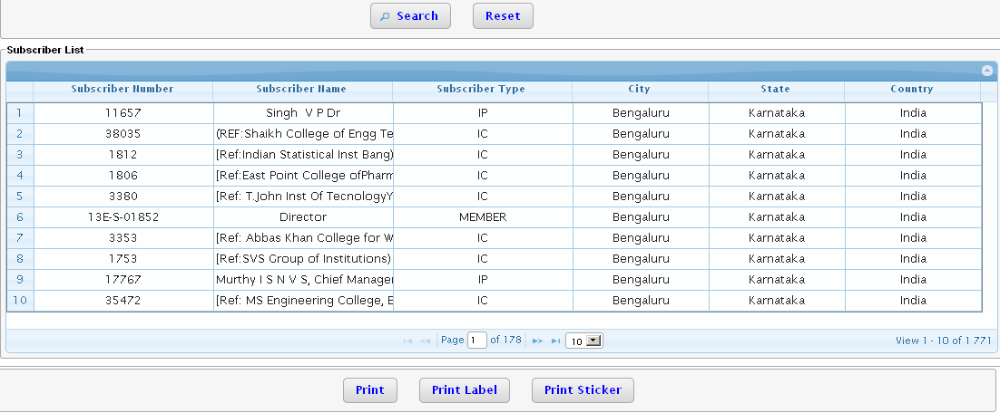 Search Reset
Subscriber List
Subscriber Number Subscriber Name Subscriber Type City State Country
1 11657 Singh V P Dr IP Bengaluru Karnataka India
2 38035 (REF:Shaikh College of Engg Te IC Bengaluru Karnataka India
3 1812 [Ref:Indian Statistical Inst Bang) IC Bengaluru Karnataka India
4 1806 [Ref:East Point College ofPharm IC Bengaluru Karnataka India
5 3380 [Ref: T.John Inst Of TecnologyY IC Bengaluru Karnataka India
6 13E-S-01852 Director MEMBER Bengaluru Karnataka India
7 3353 [Ref: Abbas Khan College for W IC Bengaluru Karnataka India
8 1753 [Ref:SVS Group of Institutions) IC Bengaluru Karnataka India
9 17767 Murthy I S N V S, Chief Manager IP Bengaluru Karnataka India
10 35472 [Ref: MS Engineering College, E IC Bengaluru Karnataka India
Page 1 of 178 10 View 1 - 10 of 1 771
Print Print Label Print Sticker